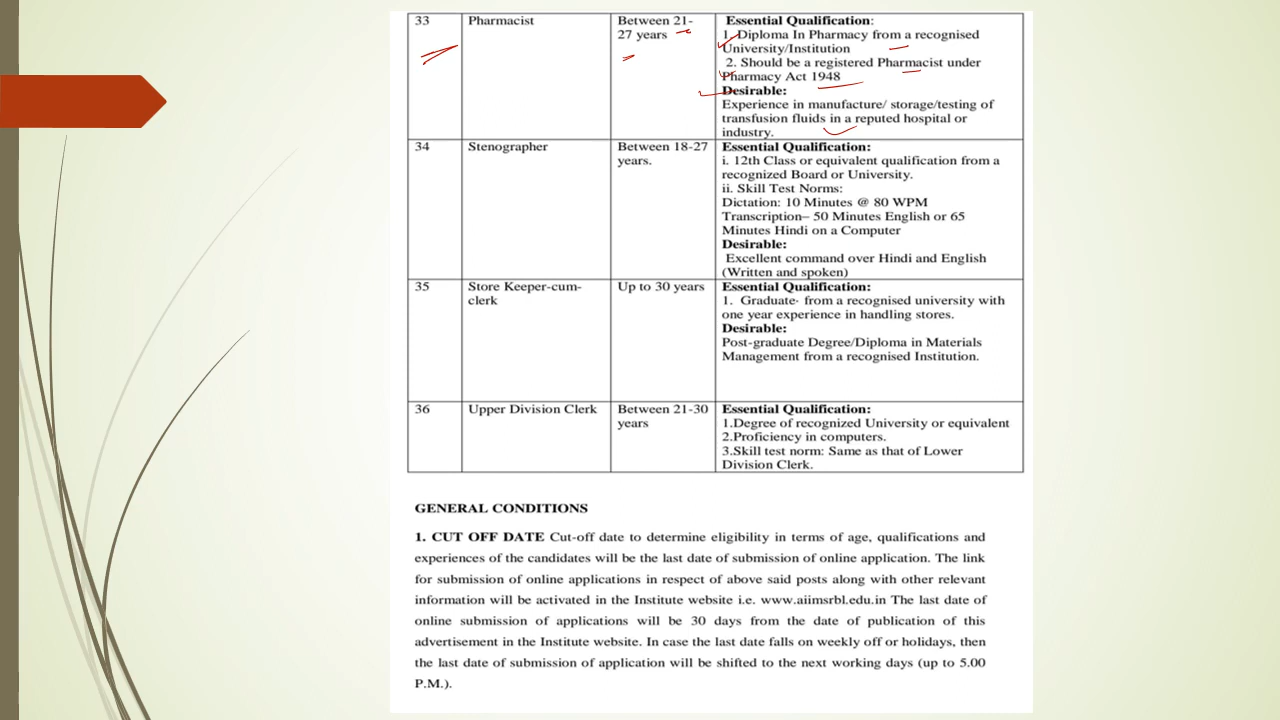 33 Pharmacist Between 21- Essential Qualification:
27 years 1. Diploma In Pharmacy from a recognised
University/Institution
2. Should be a registered Pharmacist under
Pharmacy Act 1948
Desirable:
Experience in manufacture/ storage/testing of
transfusion fluids in a reputed hospital or
industry.
34 Stenographer Between 18-27 Essential Qualification:
years. i. 12th Class or equivalent qualification from a
recognized Board or University.
ii. Skill Test Norms:
Dictation: 10 Minutes @ 80 WPM
Transcription– 50 Minutes English or 65
Minutes Hindi on a Computer
Desirable:
Excellent command over Hindi and English
(Written and spoken)
35 Store Keeper-cum- Up to 30 years Essential Qualification:
clerk 1. Graduate· from a recognised university with
one year experience in handling stores.
Desirable:
Post-graduate Degree/Diploma in Materials
Management from a recognised Institution.
36 Upper Division Clerk Between 21-30 Essential Qualification:
years 1.Degree of recognized University or equivalent
2.Proficiency in computers.
3.Skill test norm: Same as that of Lower
Division Clerk.
GENERAL CONDITIONS
1. CUT OFF DATE Cut-off date to determine eligibility in terms of age, qualifications and
experiences of the candidates will be the last date of submission of online application. The link
for submission of online applications in respect of above said posts along with other relevant
information will be activated in the Institute website i.e. www.aiimsrbl.edu.in The last date of
online submission of applications will be 30 days from the date of publication of this
advertisement in the Institute website. In case the last date falls on weekly off or holidays, then
the last date of submission of application will be shifted to the next working days (up to 5.00
P.M.).